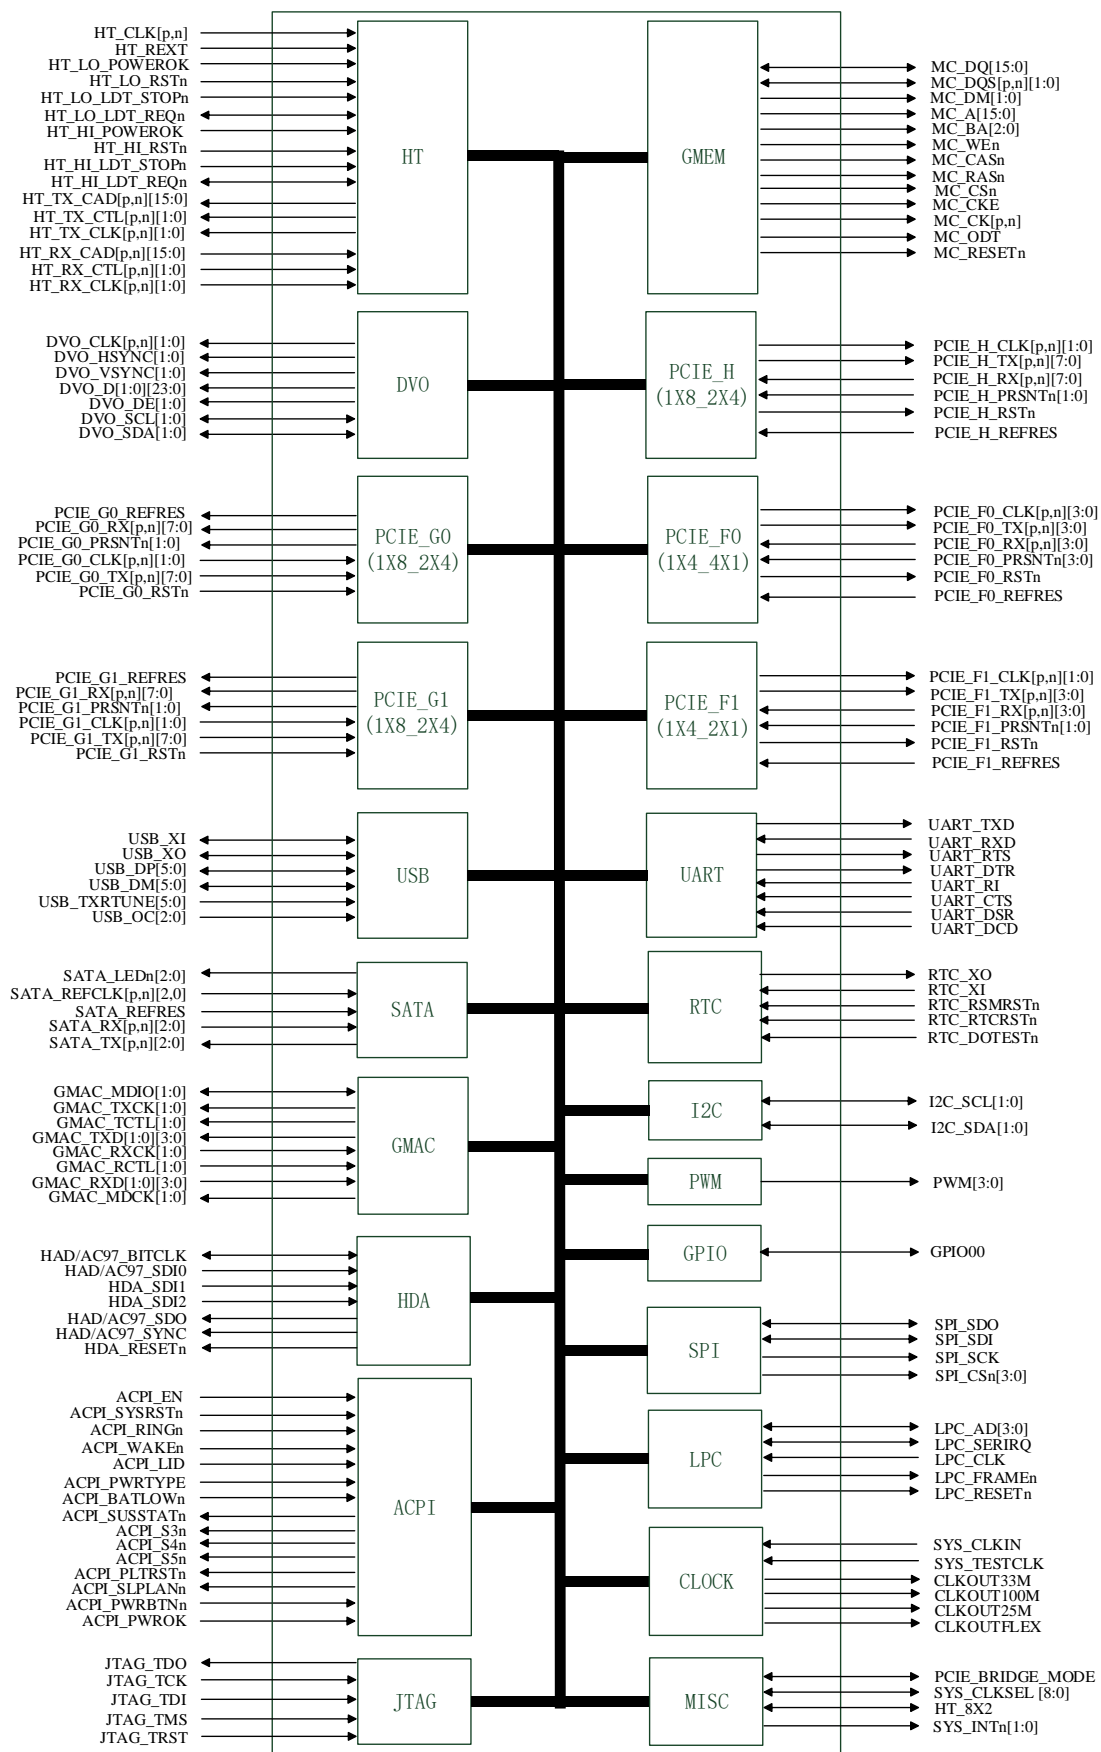 HT_CLK[p,n]
HT_REXT
HT_LO_POWEROK
HT_LO_RSTn
HT_LO_LDT_STOPn
HT_LO_LDT_REQn
HT_HI_POWEROK
HT_HI_RSTn
HT_HI_LDT_STOPn
HT_HI_LDT_REQn
HT_TX_CAD[p,n][15:0]
HT_TX_CTL[p,n][1:0]
HT_TX_CLK[p,n][1:0]
HT_RX_CAD[p,n][15:0]
HT_RX_CTL[p,n][1:0]
HT_RX_CLK[p,n][1:0]
HT
GMEM
MC_DQ[15:0]
MC_DQS[p,n][1:0]
MC_DM[1:0]
MC_A[15:0]
MC_BA[2:0]
MC_WEn
MC_CASn
MC_RASn
MC_CSn
MC_CKE
MC_CK[p,n]
MC_ODT
MC_RESETn
DVO_CLK[p,n][1:0]
DVO_HSYNC[1:0]
DVO_VSYNC[1:0]
DVO_D[1:0][23:0]
DVO_DE[1:0]
DVO_SCL[1:0]
DVO_SDA[1:0]
DVO
PCIE_H
(1X8_2X4)
PCIE_H_CLK[p,n][1:0]
PCIE_H_TX[p,n][7:0]
PCIE_H_RX[p,n][7:0]
PCIE_H_PRSNTn[1:0]
PCIE_H_RSTn
PCIE_H_REFRES
PCIE_G0_REFRES
PCIE_G0_RX[p,n][7:0]
PCIE_G0_PRSNTn[1:0]
PCIE_G0_CLK[p,n][1:0]
PCIE_G0_TX[p,n][7:0]
PCIE_G0_RSTn
PCIE_G0
(1X8_2X4)
PCIE_F0
(1X4_4X1)
PCIE_F0_CLK[p,n][3:0]
PCIE_F0_TX[p,n][3:0]
PCIE_F0_RX[p,n][3:0]
PCIE_F0_PRSNTn[3:0]
PCIE_F0_RSTn
PCIE_F0_REFRES
PCIE_G1_REFRES
PCIE_G1_RX[p,n][7:0]
PCIE_G1_PRSNTn[1:0]
PCIE_G1_CLK[p,n][1:0]
PCIE_G1_TX[p,n][7:0]
PCIE_G1_RSTn
PCIE_G1
(1X8_2X4)
PCIE_F1
(1X4_2X1)
PCIE_F1_CLK[p,n][1:0]
PCIE_F1_TX[p,n][3:0]
PCIE_F1_RX[p,n][3:0]
PCIE_F1_PRSNTn[1:0]
PCIE_F1_RSTn
PCIE_F1_REFRES
USB_XI
USB_XO
USB_DP[5:0]
USB_DM[5:0]
USB_TXRTUNE[5:0]
USB_OC[2:0]
USB
UART
UART_TXD
UART_RXD
UART_RTS
UART_DTR
UART_RI
UART_CTS
UART_DSR
UART_DCD
SATA_LEDn[2:0]
SATA_REFCLK[p,n][2,0]
SATA_REFRES
SATA_RX[p,n][2:0]
SATA_TX[p,n][2:0]
SATA
RTC
RTC_XO
RTC_XI
RTC_RSMRSTn
RTC_RTCRSTn
RTC_DOTESTn
GMAC_MDIO[1:0]
GMAC_TXCK[1:0]
GMAC_TCTL[1:0]
GMAC_TXD[1:0][3:0]
GMAC_RXCK[1:0]
GMAC_RCTL[1:0]
GMAC_RXD[1:0][3:0]
GMAC_MDCK[1:0]
GMAC
I2C
I2C_SCL[1:0]
I2C_SDA[1:0]
PWM
PWM[3:0]
HAD/AC97_BITCLK
HAD/AC97_SDI0
HDA_SDI1
HDA_SDI2
HAD/AC97_SDO
HAD/AC97_SYNC
HDA_RESETn
HDA
GPIO
GPIO00
SPI
SPI_SDO
SPI_SDI
SPI_SCK
SPI_CSn[3:0]
ACPI_EN
ACPI_SYSRSTn
ACPI_RINGn
ACPI_WAKEn
ACPI_LID
ACPI_PWRTYPE
ACPI_BATLOWn
ACPI_SUSSTATn
ACPI_S3n
ACPI_S4n
ACPI_S5n
ACPI_PLTRSTn
ACPI_SLPLANn
ACPI_PWRBTNn
ACPI_PWROK
ACPI
LPC
LPC_AD[3:0]
LPC_SERIRQ
LPC_CLK
LPC_FRAMEn
LPC_RESETn
CLOCK
SYS_CLKIN
SYS_TESTCLK
CLKOUT33M
CLKOUT100M
CLKOUT25M
CLKOUTFLEX
JTAG_TDO
JTAG_TCK
JTAG_TDI
JTAG_TMS
JTAG_TRST
JTAG
MISC
PCIE_BRIDGE_MODE
SYS_CLKSEL [8:0]
HT_8X2
SYS_INTn[1:0]